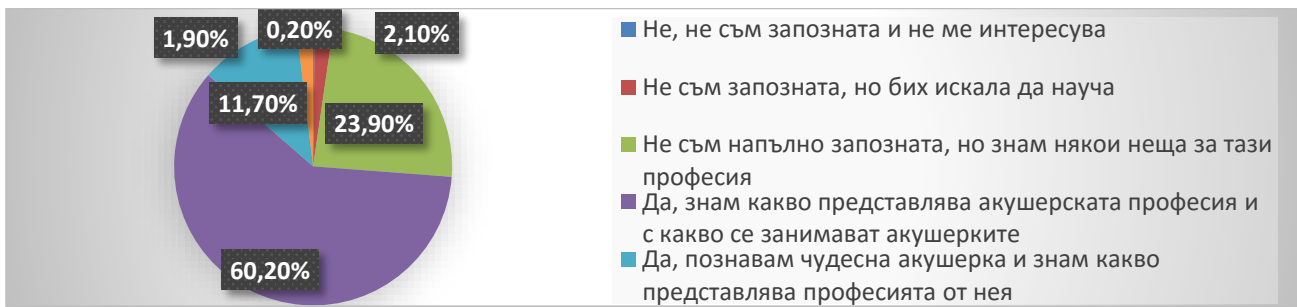 1,90%
0,20%
2,10%
11,70%
23,90%
60,20%
Не, не съм запозната и не ме интересува
Не съм запозната, но бих искала да науча
Не съм напълно запозната, но знам някои неща за тази
професия
Да, знам какво представлява акушерската професия и
с какво се занимават акушерките
Да, познавам чудесна акушерка и знам какво
представлява професията от нея